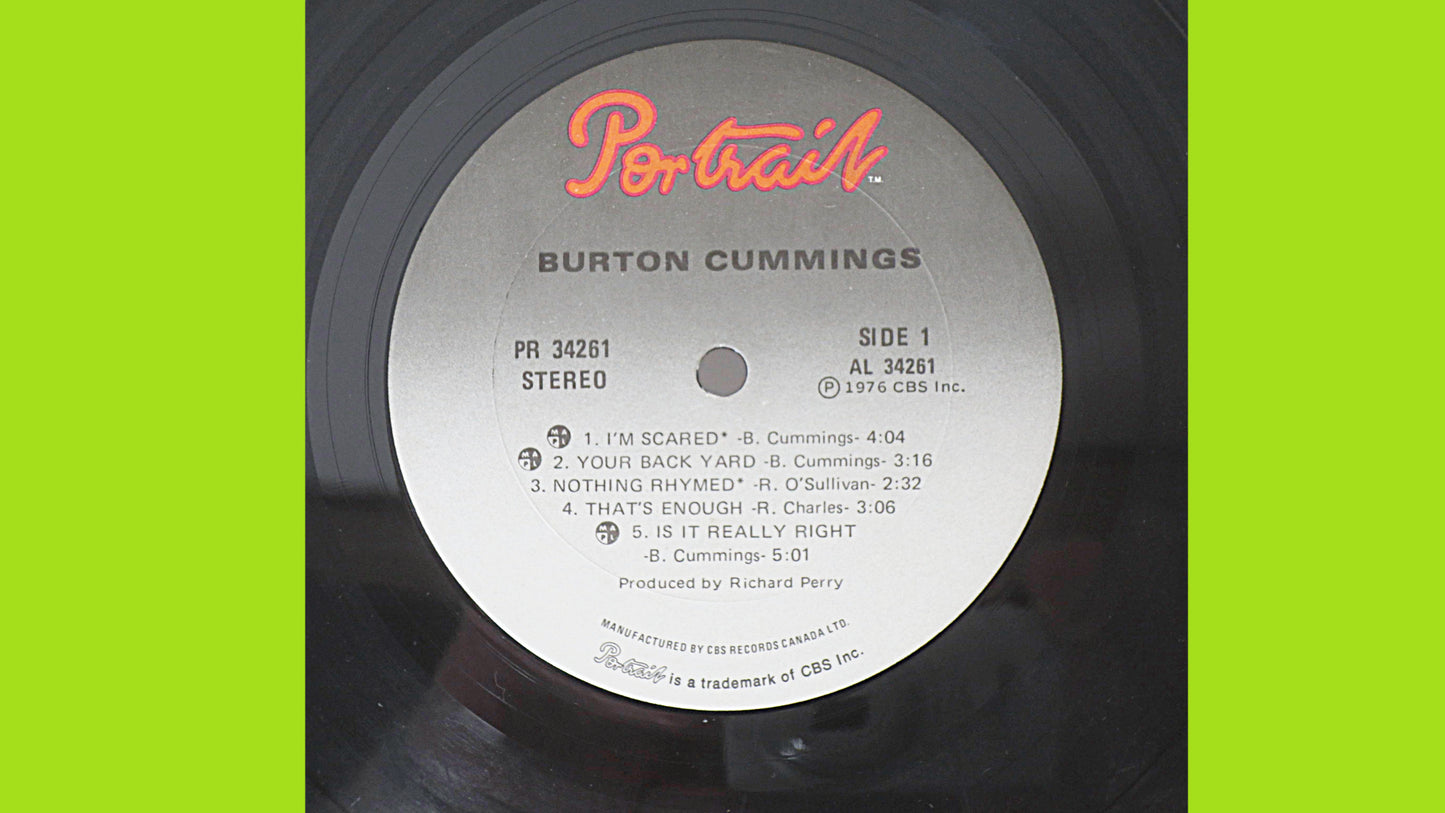 Portrait T.M.
BURTON CUMMINGS
PR 34261
STEREO
SIDE 1
AL 34261
Ⓟ 1976 CBS Inc.
MAPL 1. I'M SCARED* -B. Cummings- 4:04
MAPL 2. YOUR BACK YARD -B. Cummings- 3:16
3. NOTHING RHYMED* -R. O'Sullivan- 2:32
4. THAT'S ENOUGH -R. Charles- 3:06
MAPL 5. IS IT REALLY RIGHT
-B. Cummings- 5:01
Produced by Richard Perry
MANUFACTURED BY CBS RECORDS CANADA LTD.
Portrait is a trademark of CBS Inc.